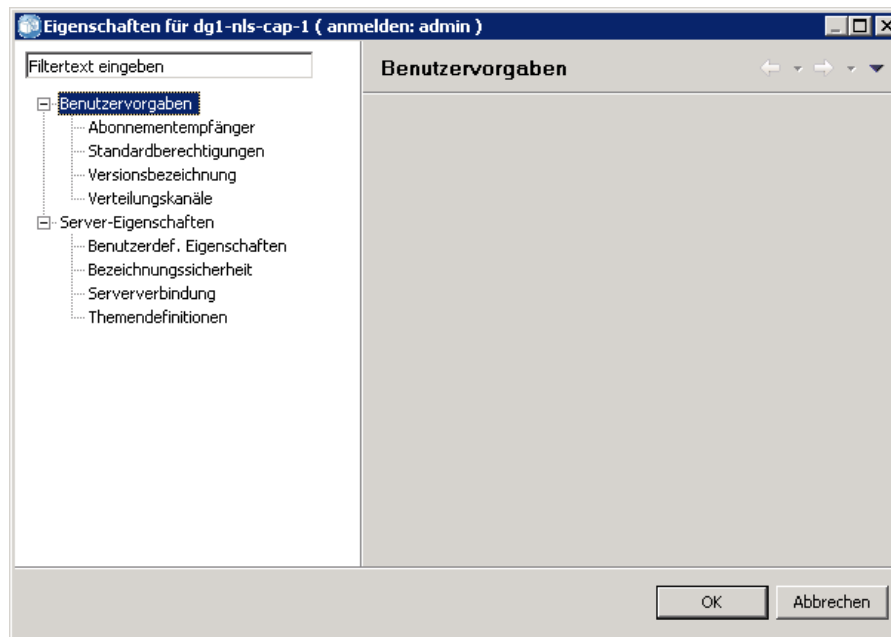 Eigenschaften für dg1-nls-cap-1 ( anmelden: admin )
Filtertext eingeben
Benutzervorgaben
Benutzervorgaben
Abonnementempfänger
Standardberechtigungen
Versionsbezeichnung
Verteilungskanäle
Server-Eigenschaften
Benutzerdef. Eigenschaften
Bezeichnungssicherheit
Serververbindung
Themendefinitionen
OK
Abbrechen